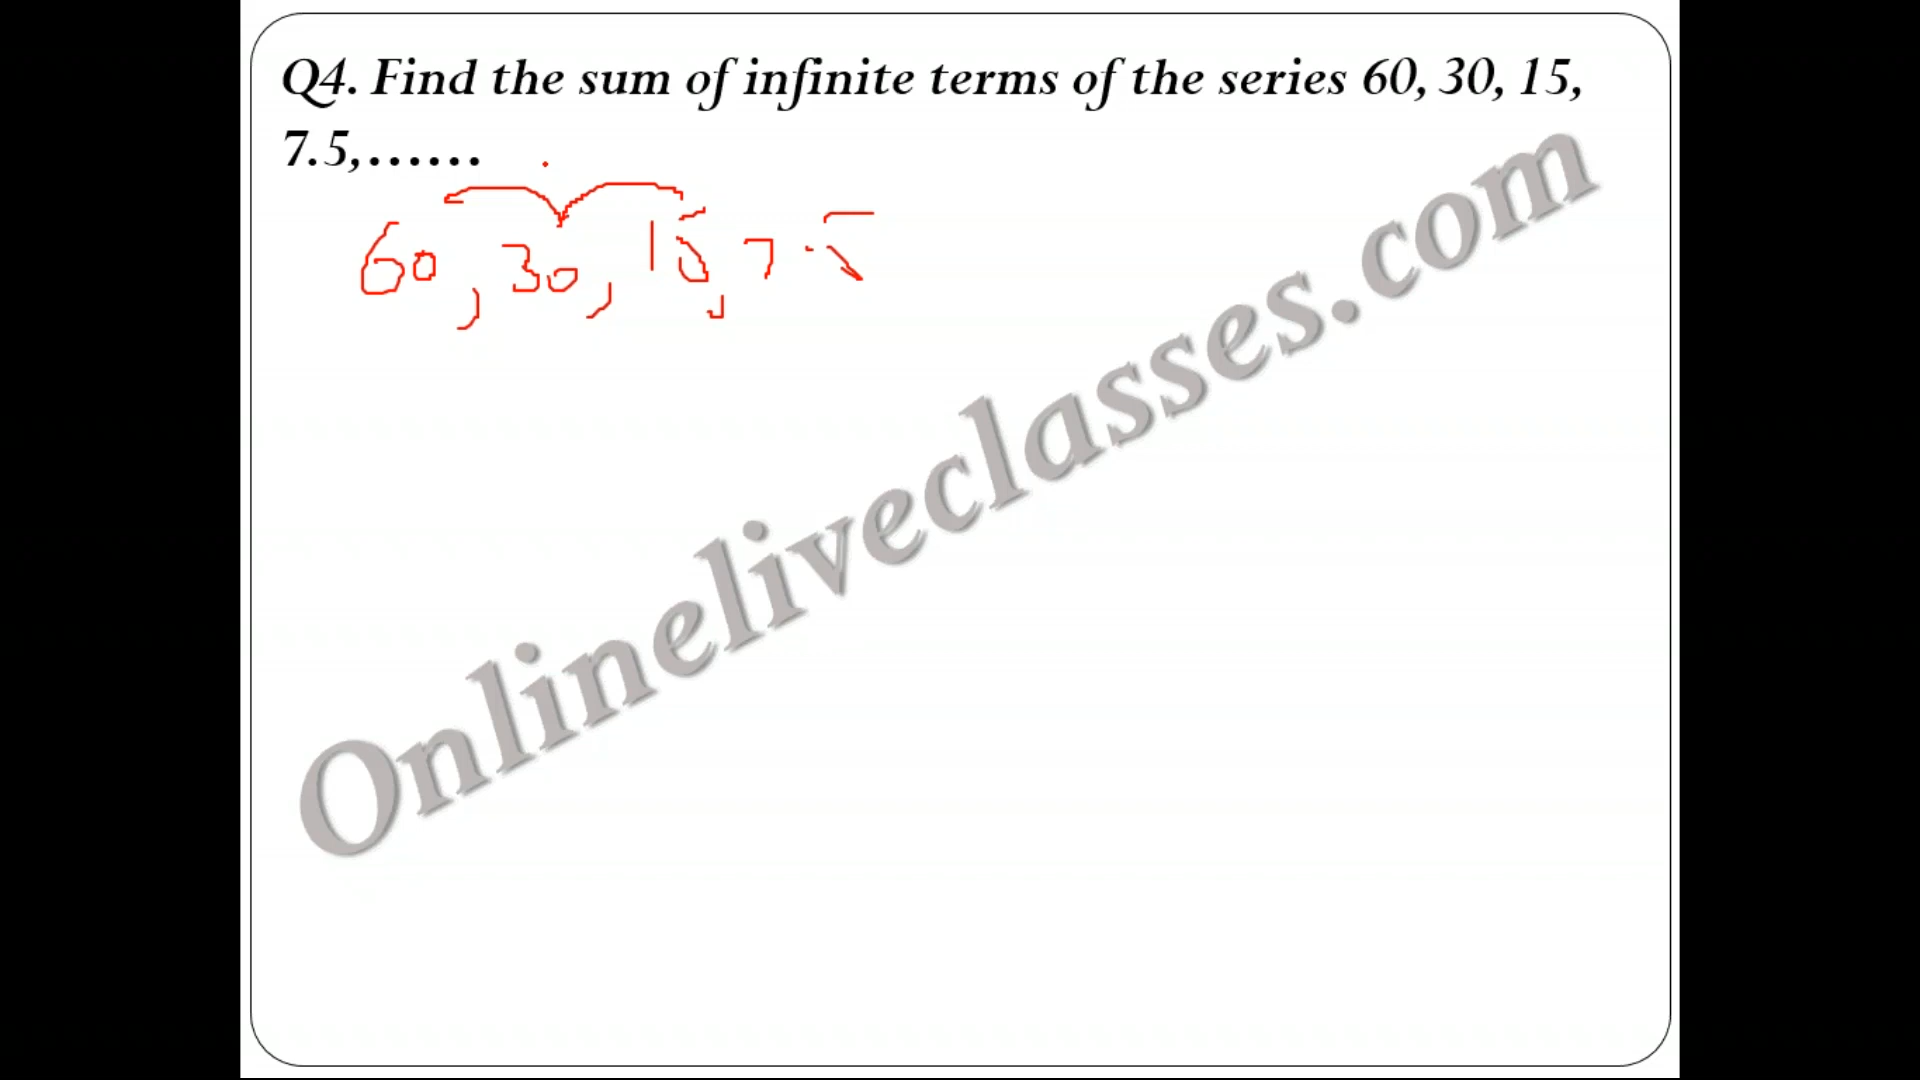 Q4. Find the sum of infinite terms of the series 60, 30, 15,
7.5,......
60, 30, 15, 7.5
Onlineliveclasses.com